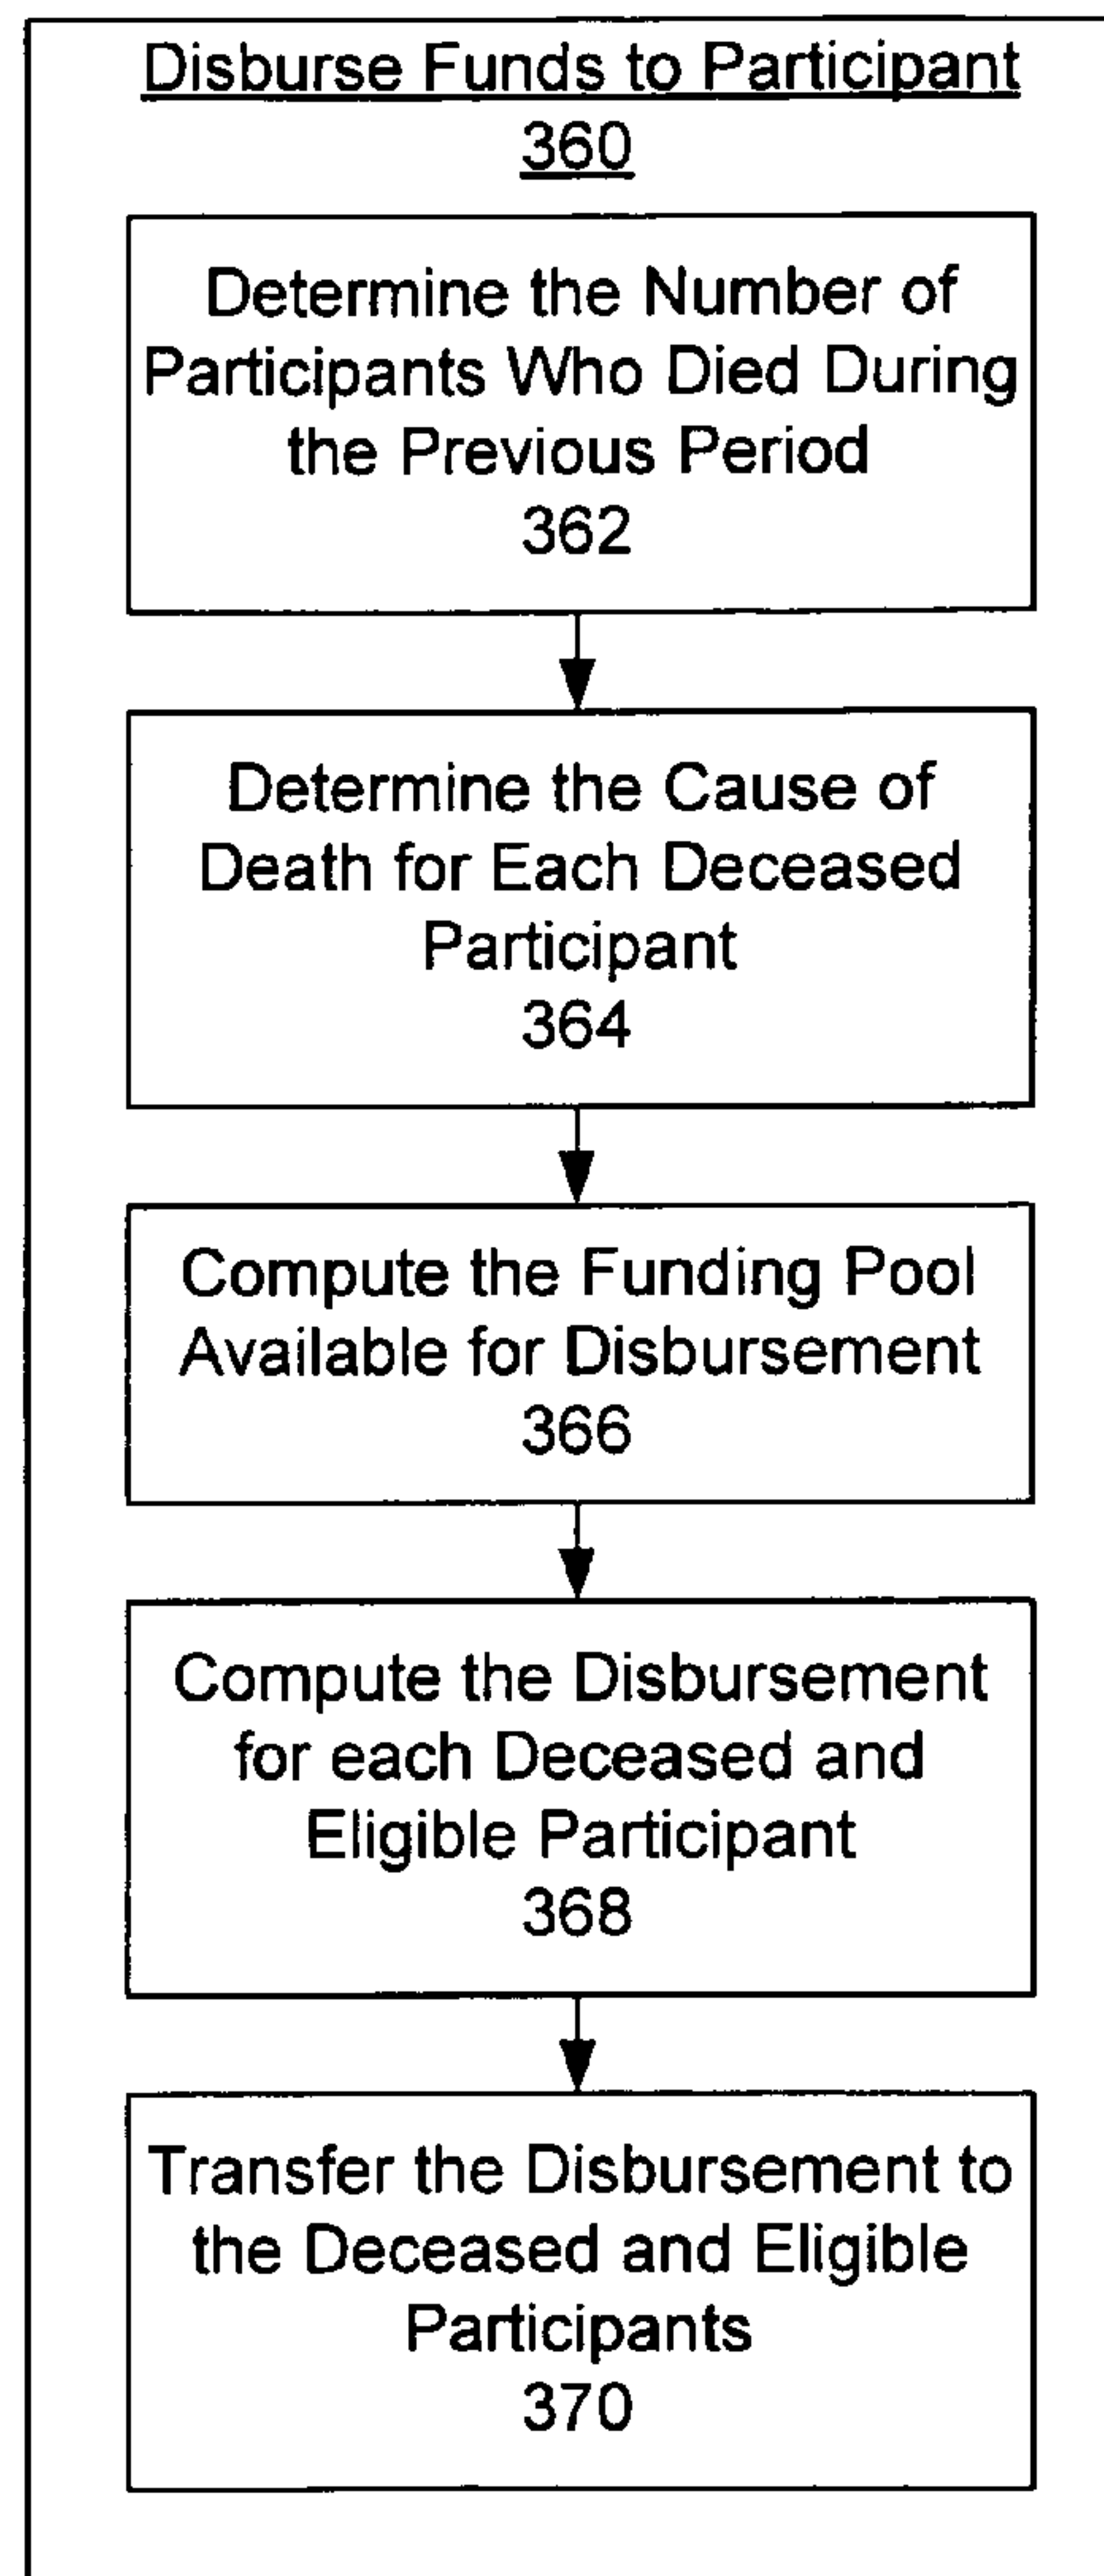 Disburse Funds to Participant
360
Determine the Number of
Participants Who Died During
the Previous Period
362
Determine the Cause of
Death for Each Deceased
Participant
364
Compute the Funding Pool
Available for Disbursement
366
Compute the Disbursement
for each Deceased and
Eligible Participant
368
Transfer the Disbursement to
the Deceased and Eligible
Participants
370